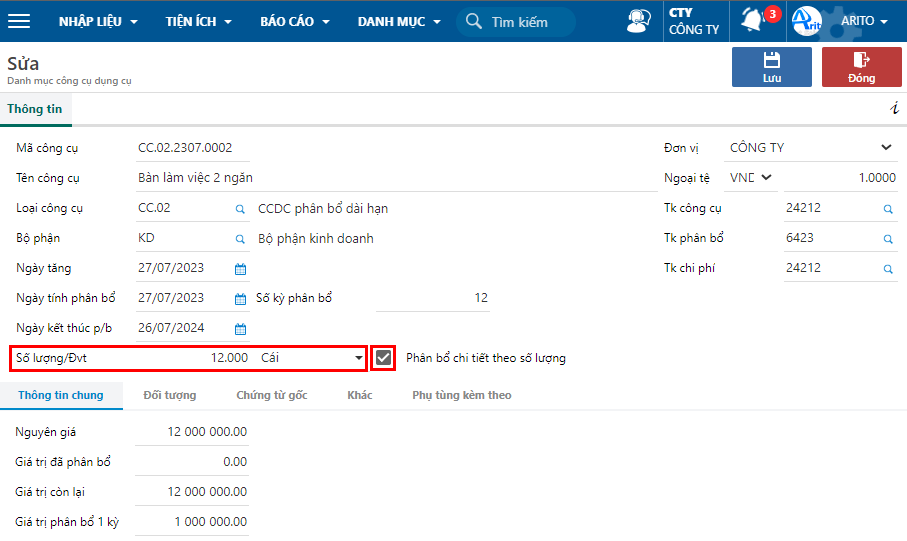 NHẬP LIỆU TIỆN ÍCH BÁO CÁO DANH MỤC Tìm kiếm CTY CÔNG TY 3 Arit ARITO
Sửa
Danh mục công cụ dụng cụ
Lưu Đóng
Thông tin i
Mã công cụ CC.02.2307.0002 Đơn vị CÔNG TY
Tên công cụ Bàn làm việc 2 ngăn Ngoại tệ VND 1.0000
Loại công cụ CC.02 CCDC phân bổ dài hạn Tk công cụ 24212
Bộ phận KD Bộ phận kinh doanh Tk phân bổ 6423
Ngày tăng 27/07/2023 Tk chi phí 24212
Ngày tính phân bổ 27/07/2023 Số kỳ phân bổ 12
Ngày kết thúc p/b 26/07/2024
Số lượng/Đvt 12.000 Cái Phân bổ chi tiết theo số lượng
Thông tin chung Đối tượng Chứng từ gốc Khác Phụ tùng kèm theo
Nguyên giá 12 000 000.00
Giá trị đã phân bổ 0.00
Giá trị còn lại 12 000 000.00
Giá trị phân bổ 1 kỳ 1 000 000.00